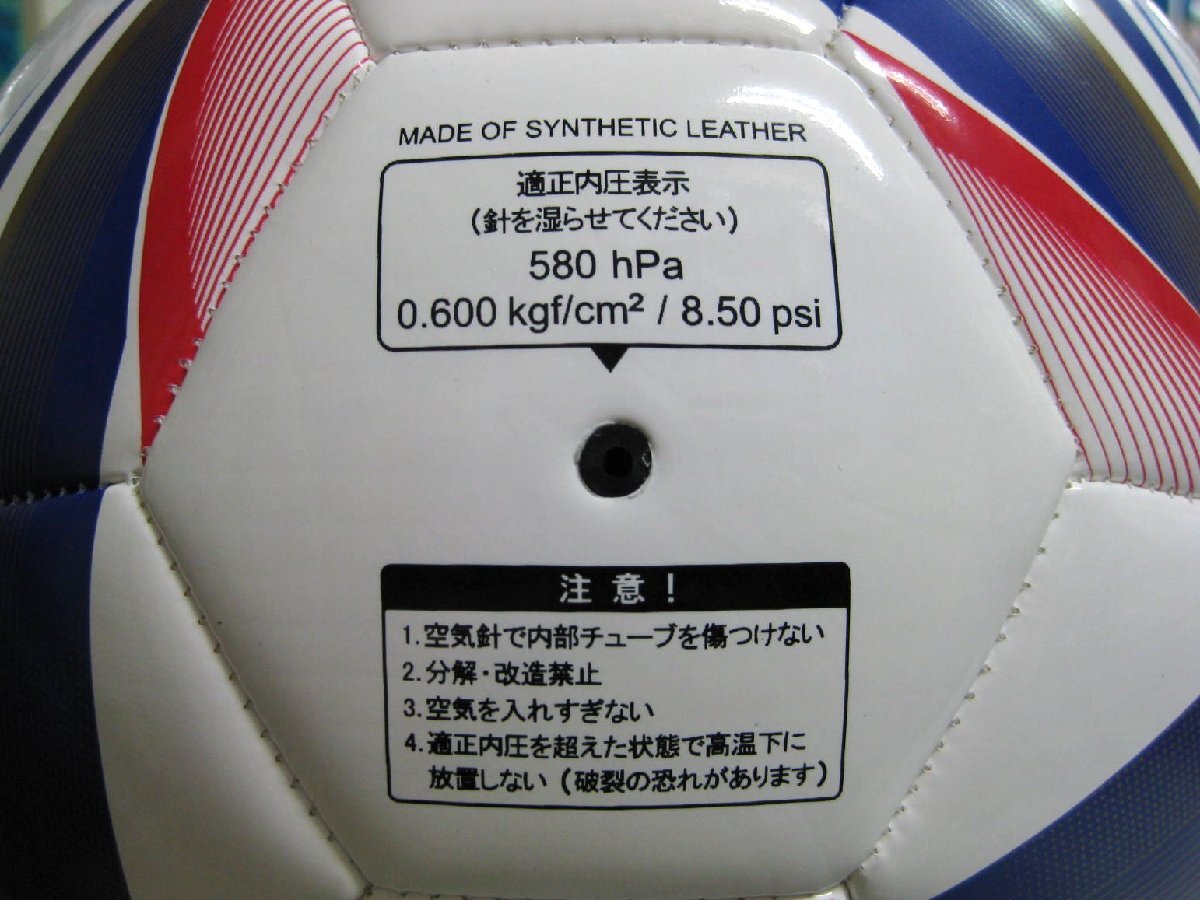 MADE OF SYNTHETIC LEATHER
適正内圧表示
(針を湿らせてください)
580 hPa
0.600 kgf/cm² / 8.50 psi
注意！
1.空気針で内部チューブを傷つけない
2.分解・改造禁止
3.空気を入れすぎない
4.適正内圧を超えた状態で高温下に
放置しない（破裂の恐れがあります）